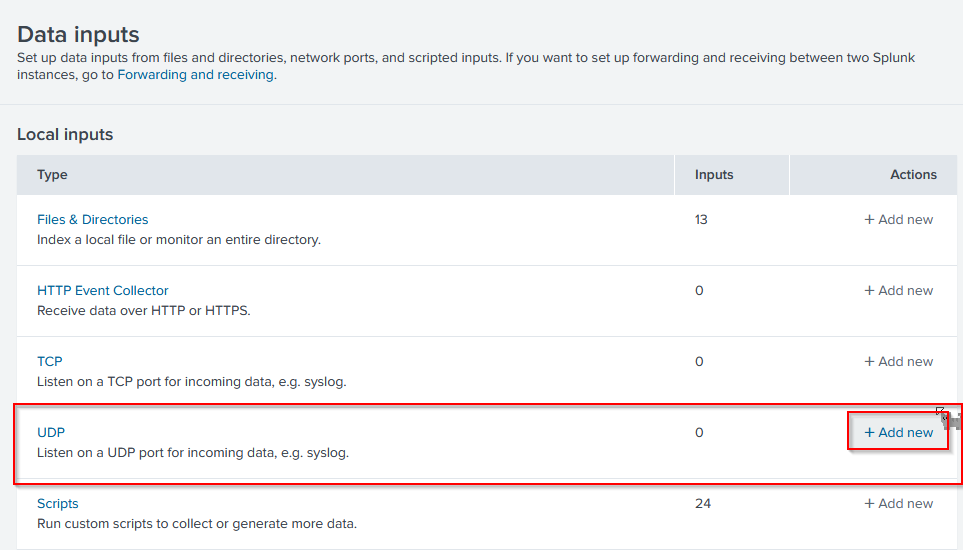 Data inputs
Set up data inputs from files and directories, network ports, and scripted inputs. If you want to set up forwarding and receiving between two Splunk
instances, go to Forwarding and receiving.
Local inputs
Type Inputs Actions
Files & Directories 13 + Add new
Index a local file or monitor an entire directory.
HTTP Event Collector 0 + Add new
Receive data over HTTP or HTTPS.
TCP 0 + Add new
Listen on a TCP port for incoming data, e.g. syslog.
UDP 0 + Add new
Listen on a UDP port for incoming data, e.g. syslog.
Scripts 24 + Add new
Run custom scripts to collect or generate more data.